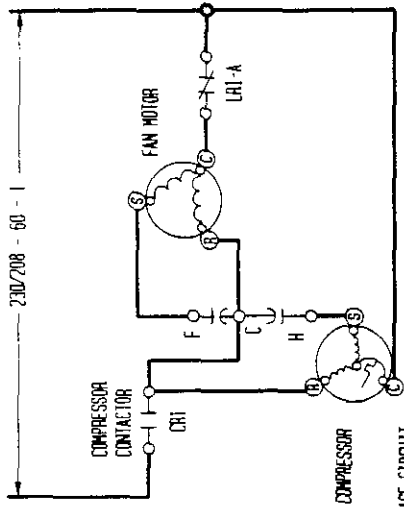 230/208 - 60 - 1
LR1-A
FAN MOTOR
S
C
R
F
C
H
COMPRESSOR
CONTACTOR
CR1
R
S
C
COMPRESSOR